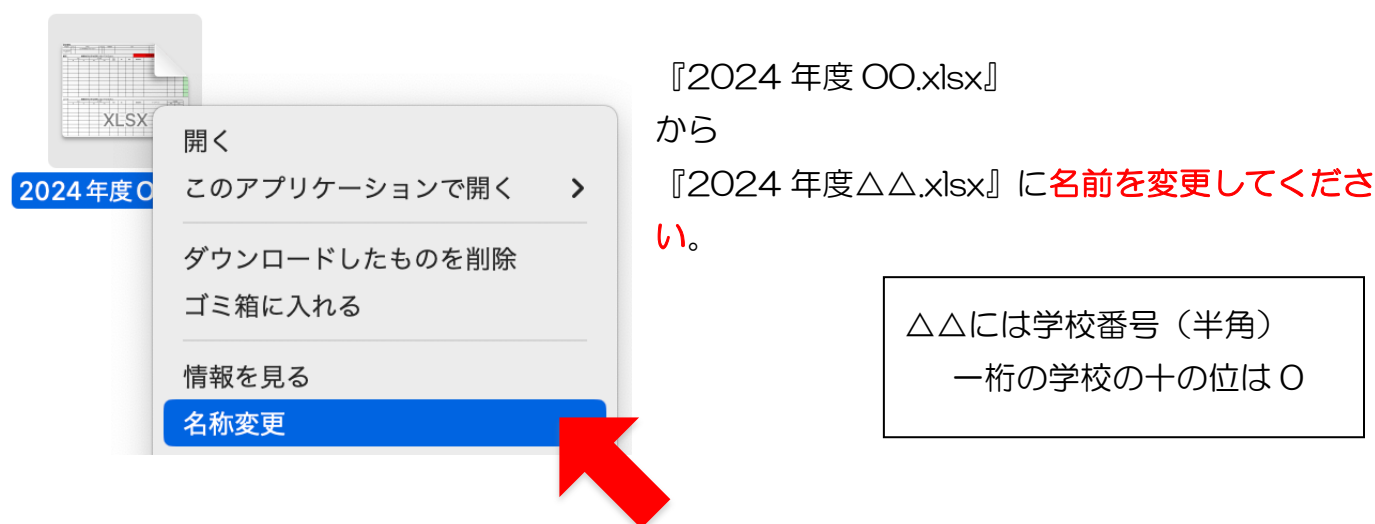 XLSX
2024年度0
開く
このアプリケーションで開く
ダウンロードしたものを削除
ゴミ箱に入れる
情報を見る
名称変更
『2024 年度 00.xlsx』
から
『2024 年度△△.xlsx』に名前を変更してくださ
い。
△△には学校番号（半角）
一桁の学校の十の位は 0